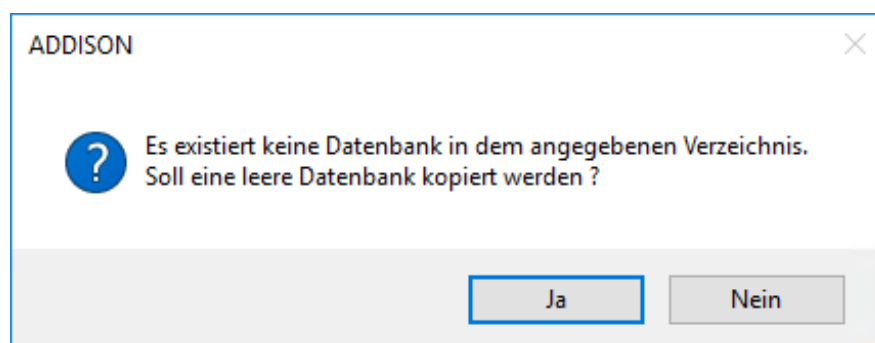 ADDISON
Es existiert keine Datenbank in dem angegebenen Verzeichnis.
Soll eine leere Datenbank kopiert werden ?
Ja
Nein